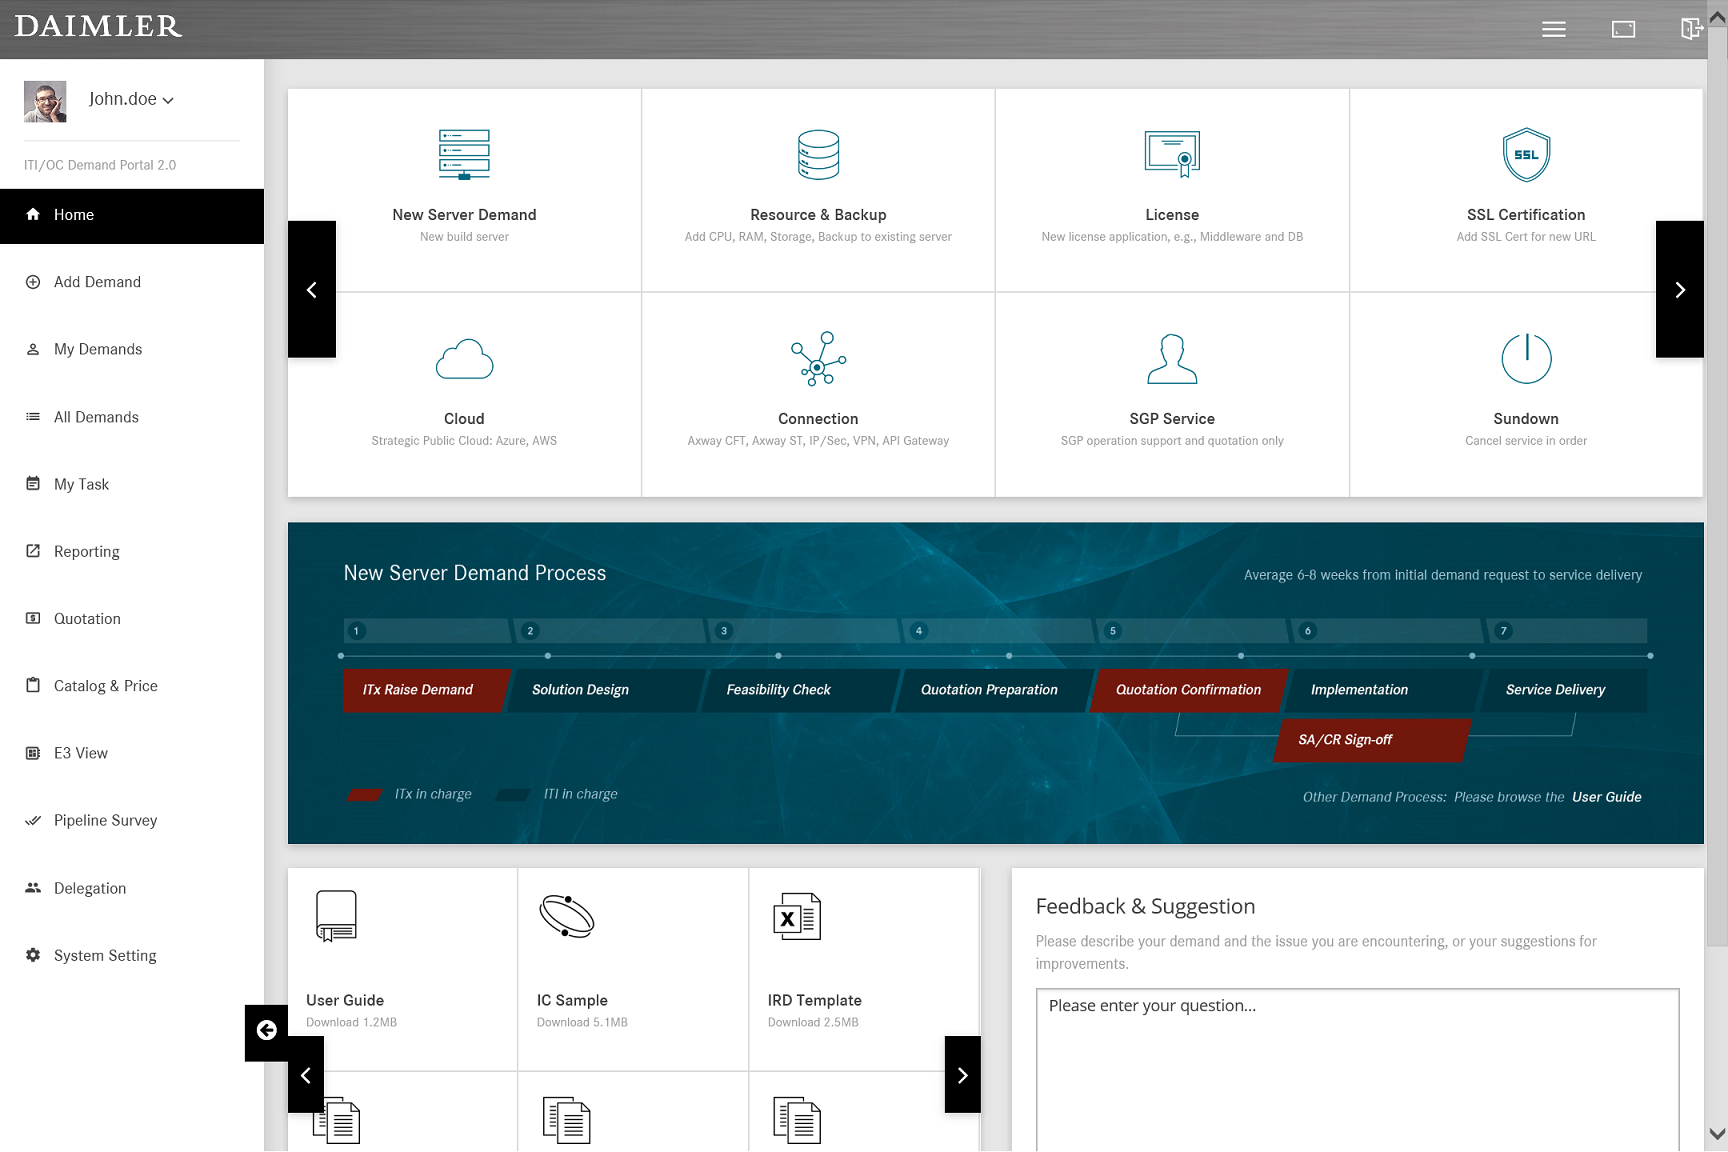 DAIMLER
John.doe
ITI/OC Demand Portal 2.0
Home
Add Demand
My Demands
All Demands
My Task
Reporting
Quotation
Catalog & Price
E3 View
Pipeline Survey
Delegation
System Setting
New Server Demand
New build server
Resource & Backup
Add CPU, RAM, Storage, Backup to existing server
License
New license application, e.g., Middleware and DB
SSL
SSL Certification
Add SSL Cert for new URL
Cloud
Strategic Public Cloud: Azure, AWS
Connection
Axway CFT, Axway ST, IP/Sec, VPN, API Gateway
SGP Service
SGP operation support and quotation only
Sundown
Cancel service in order
New Server Demand Process
Average 6-8 weeks from initial demand request to service delivery
1 2 3 4 5 6 7
ITx Raise Demand
Solution Design
Feasibility Check
Quotation Preparation
Quotation Confirmation
Implementation
Service Delivery
SA/CR Sign-off
ITx in charge
ITI in charge
Other Demand Process: Please browse the User Guide
X
User Guide
Download 1.2MB
IC Sample
Download 5.1MB
IRD Template
Download 2.5MB
Feedback & Suggestion
Please describe your demand and the issue you are encountering, or your suggestions for
improvements.
Please enter your question...